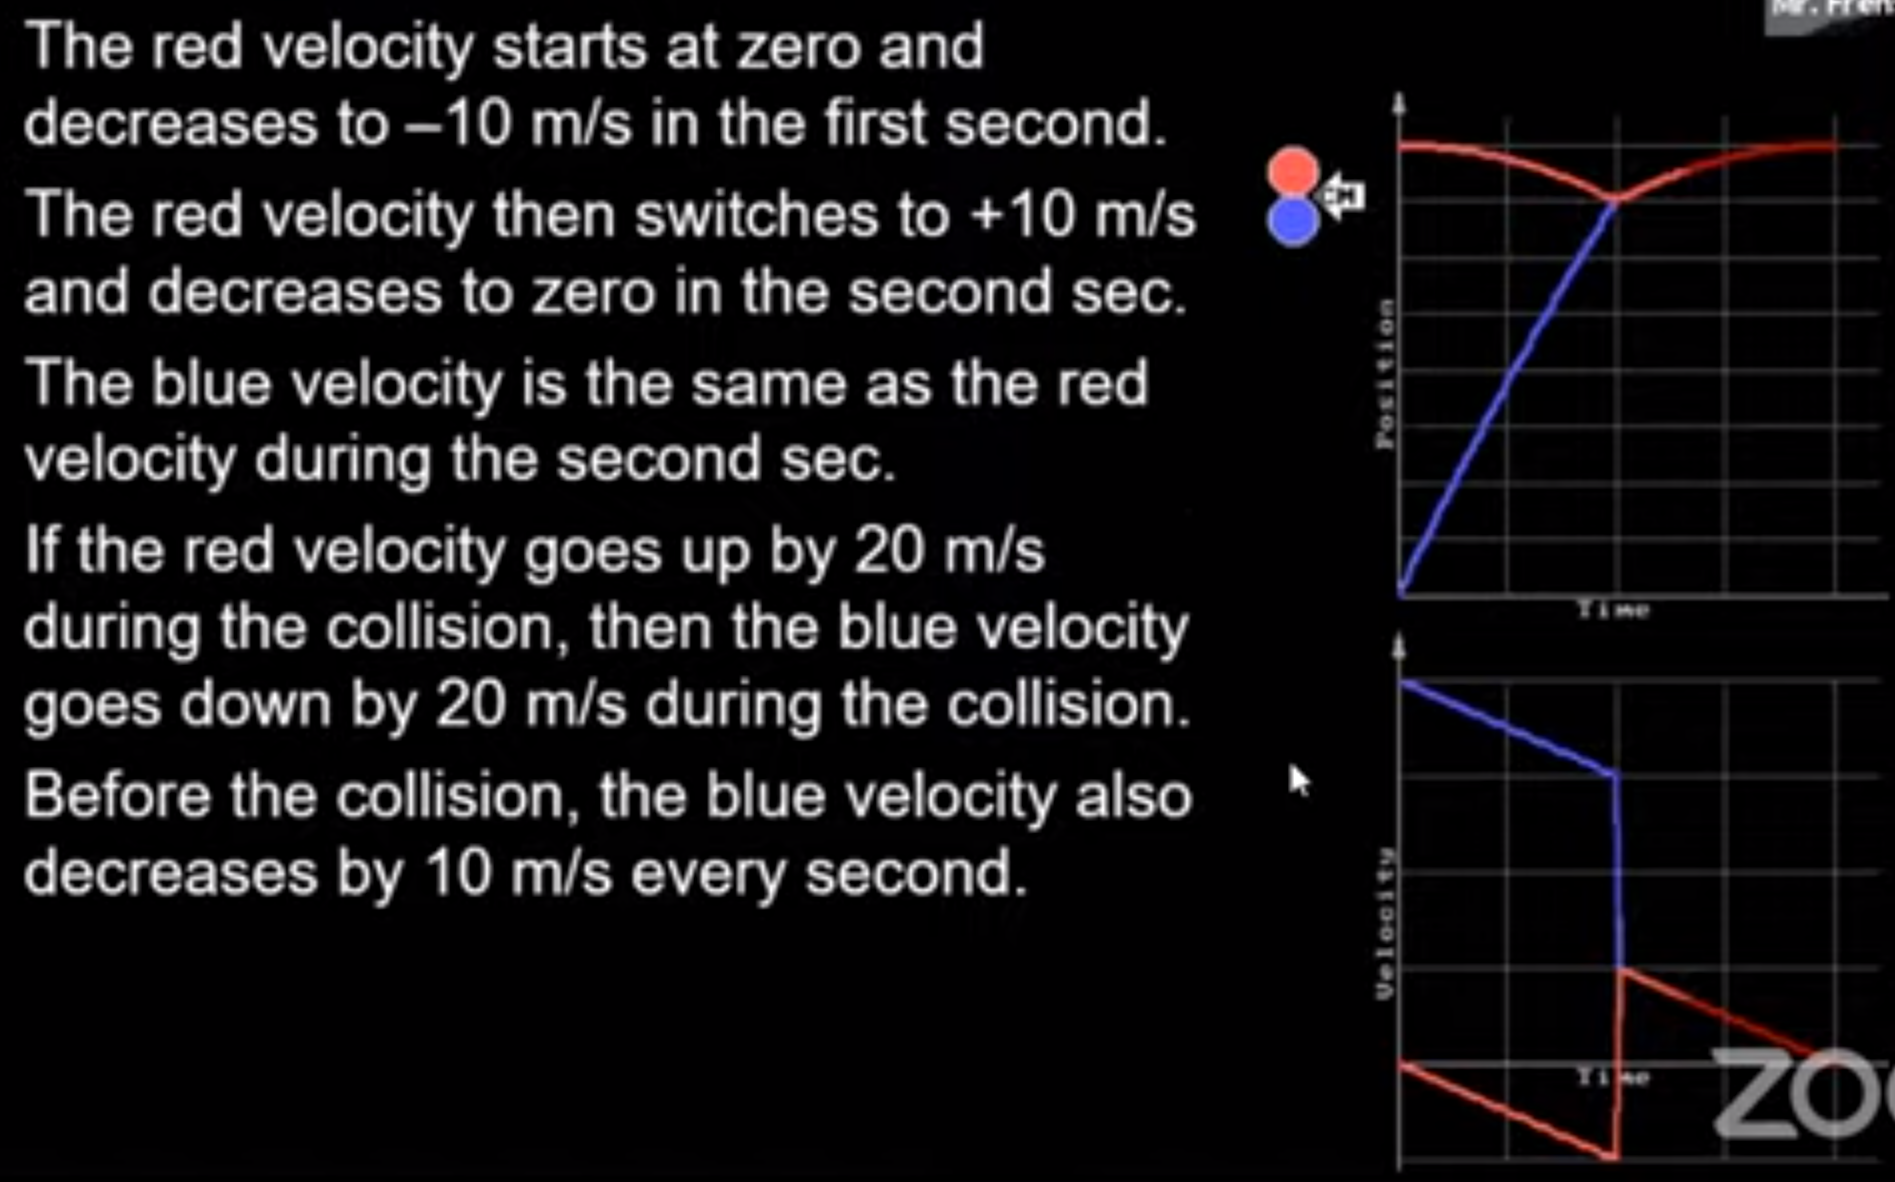 Mr. Fren
The red velocity starts at zero and
decreases to –10 m/s in the first second.
The red velocity then switches to +10 m/s
and decreases to zero in the second sec.
The blue velocity is the same as the red
velocity during the second sec.
If the red velocity goes up by 20 m/s
during the collision, then the blue velocity
goes down by 20 m/s during the collision.
Before the collision, the blue velocity also
decreases by 10 m/s every second.
CM
Position
Time
Velocity
Time
ZO